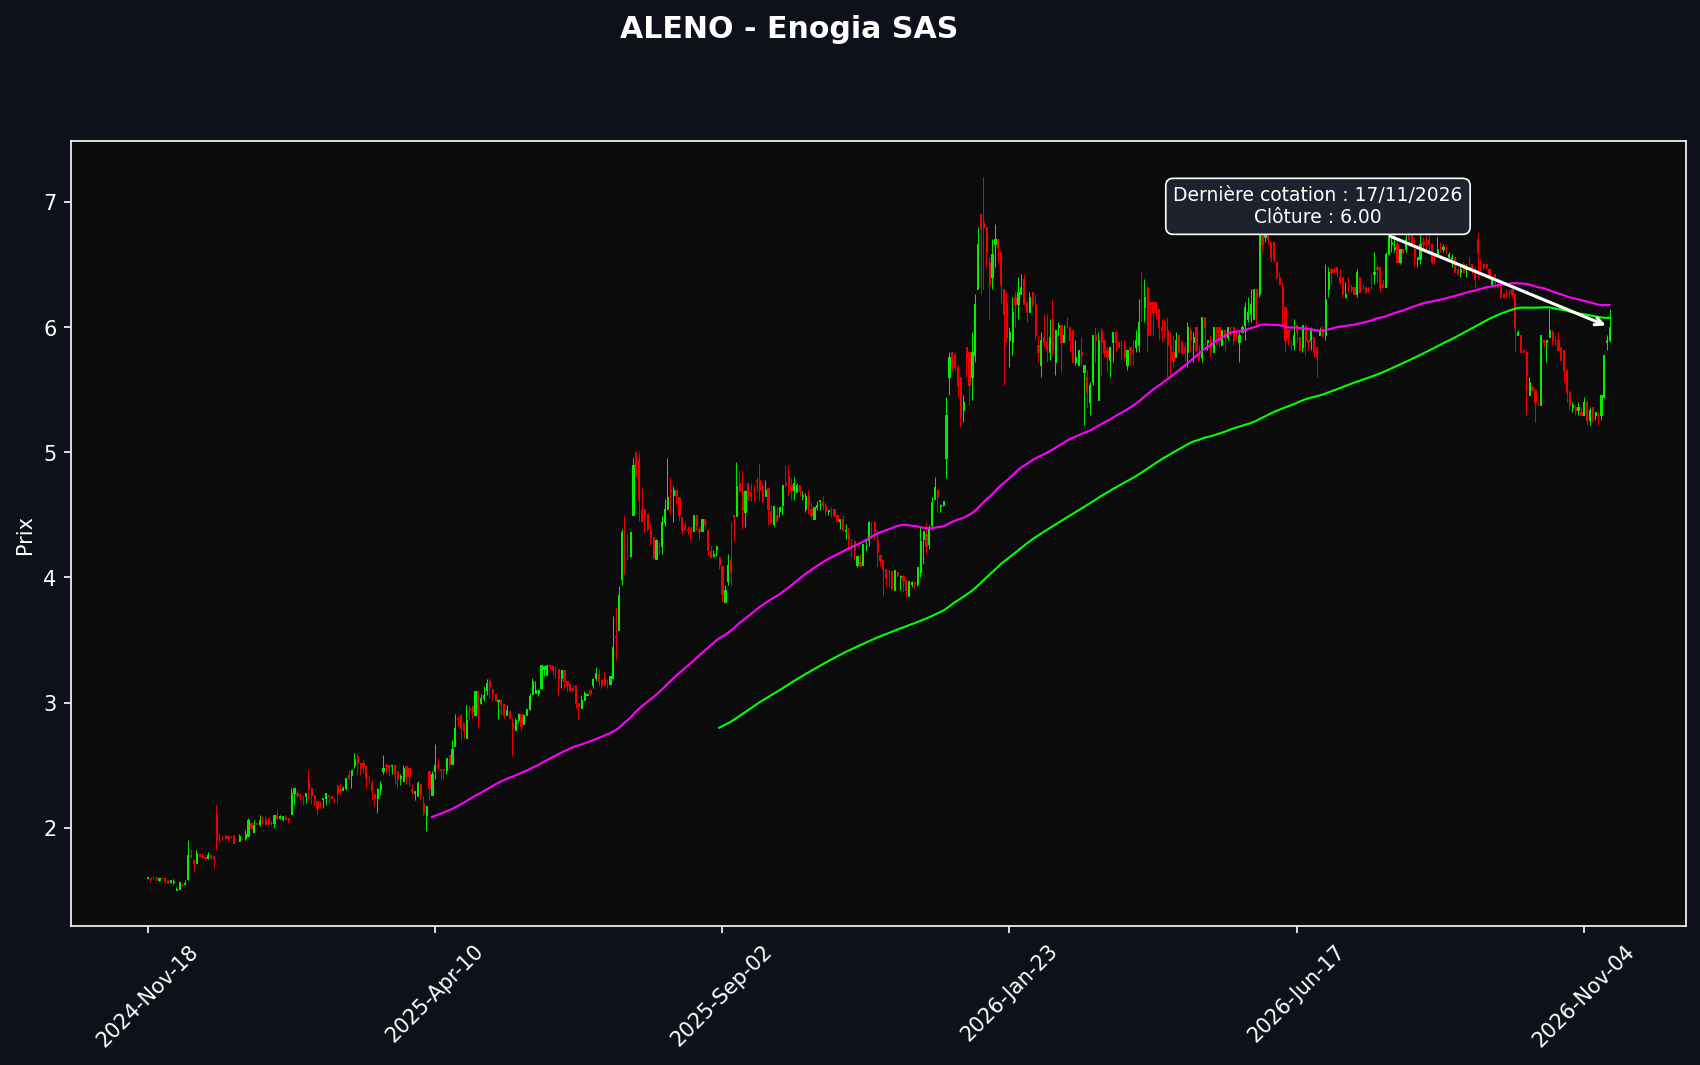 ALENO - Enogia SAS
Dernière cotation : 17/11/2026
Clôture : 6.00
Prix
7
6
5
4
3
2
2024-Nov-18
2025-Apr-10
2025-Sep-02
2026-Jan-23
2026-Jun-17
2026-Nov-04